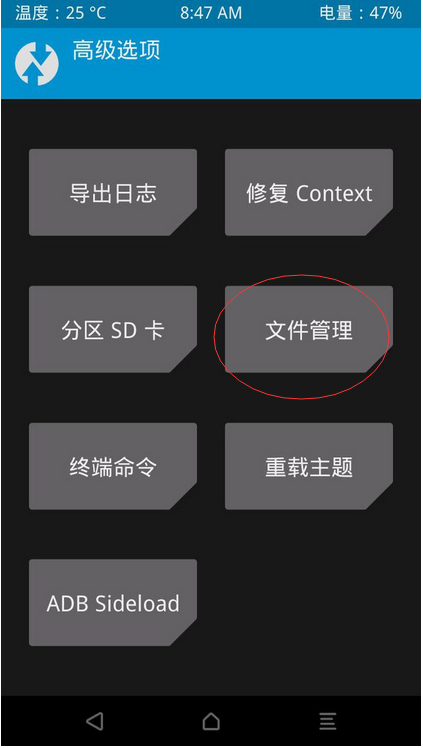 温度：25 °C 8:47 AM 电量：47%
高级选项
导出日志 修复 Context
分区 SD 卡 文件管理
终端命令 重载主题
ADB Sideload